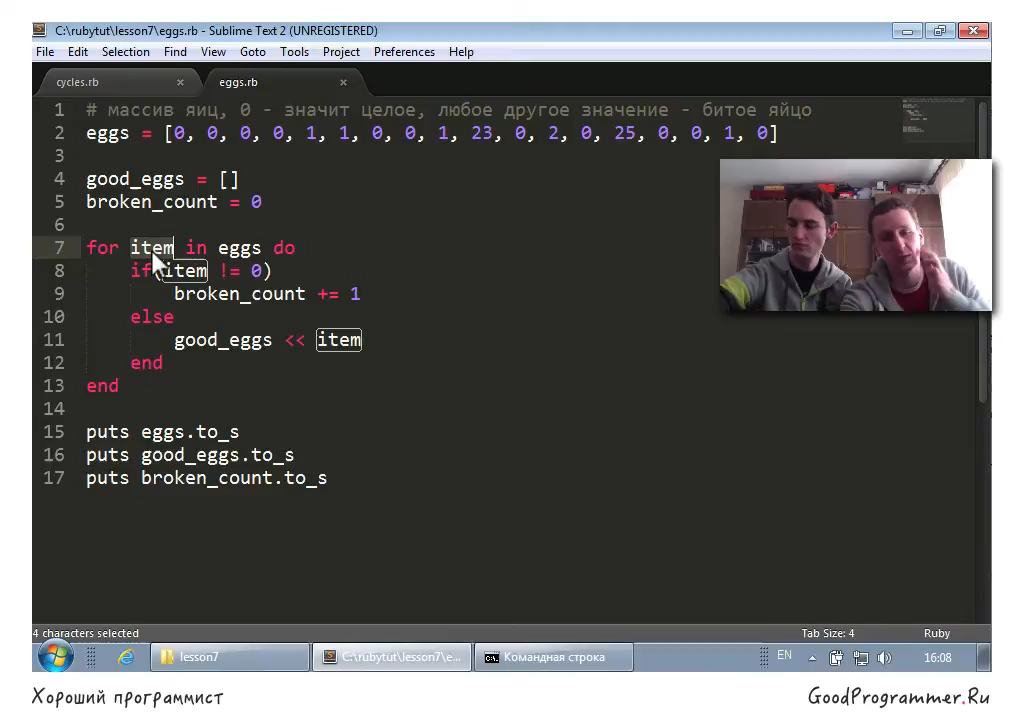 C:\rubytut\lesson7\eggs.rb - Sublime Text 2 (UNREGISTERED)
File Edit Selection Find View Goto Tools Project Preferences Help
cycles.rb × eggs.rb ×
1 # массив яиц, 0 - значит целое, любое другое значение - битое яйцо
2 eggs = [0, 0, 0, 0, 1, 1, 0, 0, 1, 23, 0, 2, 0, 25, 0, 0, 1, 0]
3
4 good_eggs = []
5 broken_count = 0
6
7 for item in eggs do
8 if(item != 0)
9 broken_count += 1
10 else
11 good_eggs << item
12 end
13 end
14
15 puts eggs.to_s
16 puts good_eggs.to_s
17 puts broken_count.to_s
4 characters selected Tab Size: 4 Ruby
lesson7 C:\rubytut\lesson7\e... Командная строка EN 16:08
Хороший программист GoodProgrammer.Ru